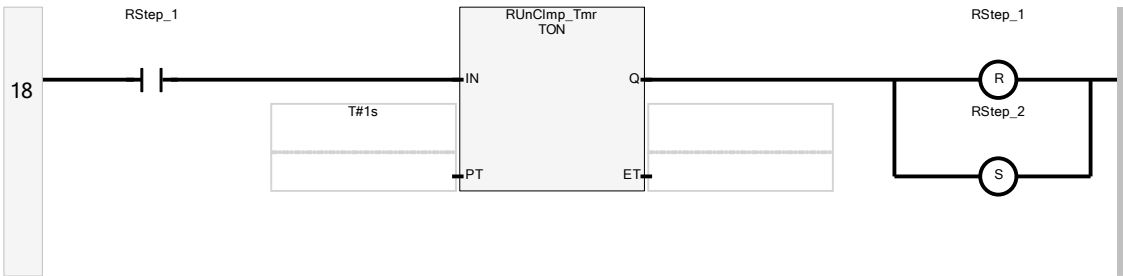 RStep_1
RUnClmp_Tmr
TON
RStep_1
18
IN
Q
R
T#1s
RStep_2
PT
ET
S